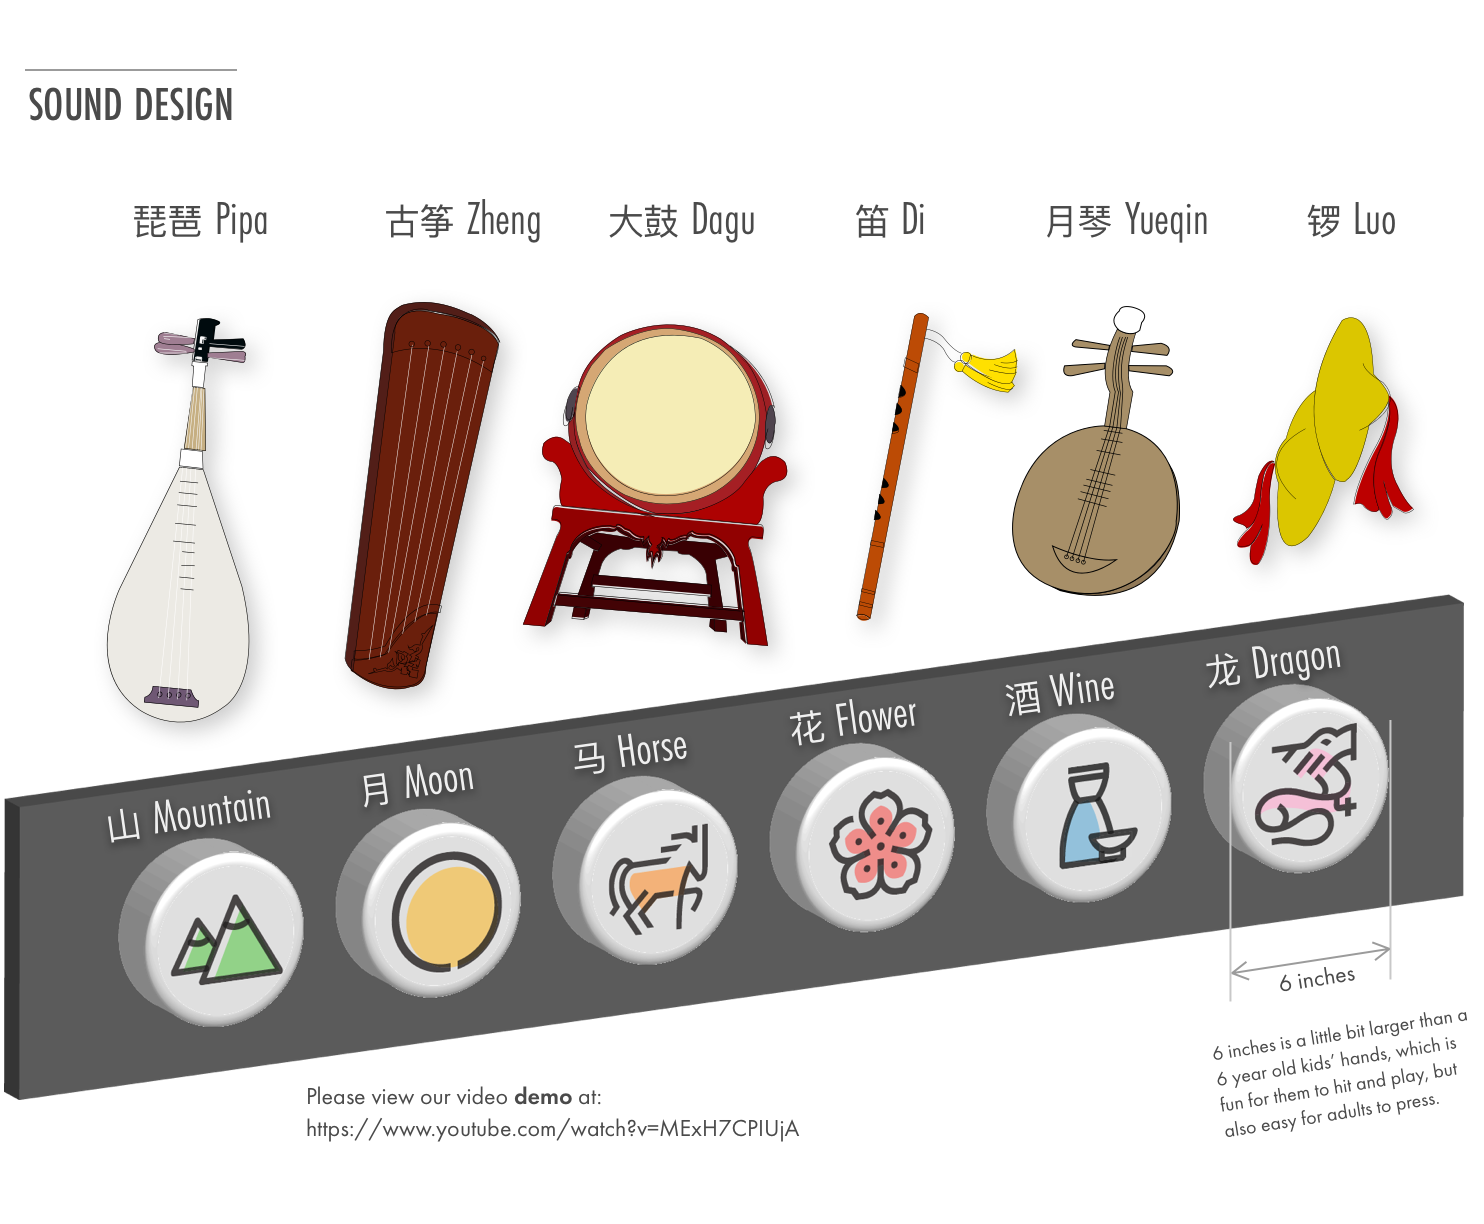 SOUND DESIGN
琵琶 Pipa
古筝 Zheng
大鼓 Dagu
笛 Di
月琴 Yueqin
锣 Luo
山 Mountain
月 Moon
马 Horse
花 Flower
酒 Wine
龙 Dragon
6 inches
6 inches is a little bit larger than a
6 year old kids’ hands, which is
fun for them to hit and play, but
also easy for adults to press.
Please view our video demo at:
https://www.youtube.com/watch?v=MExH7CPIUjA